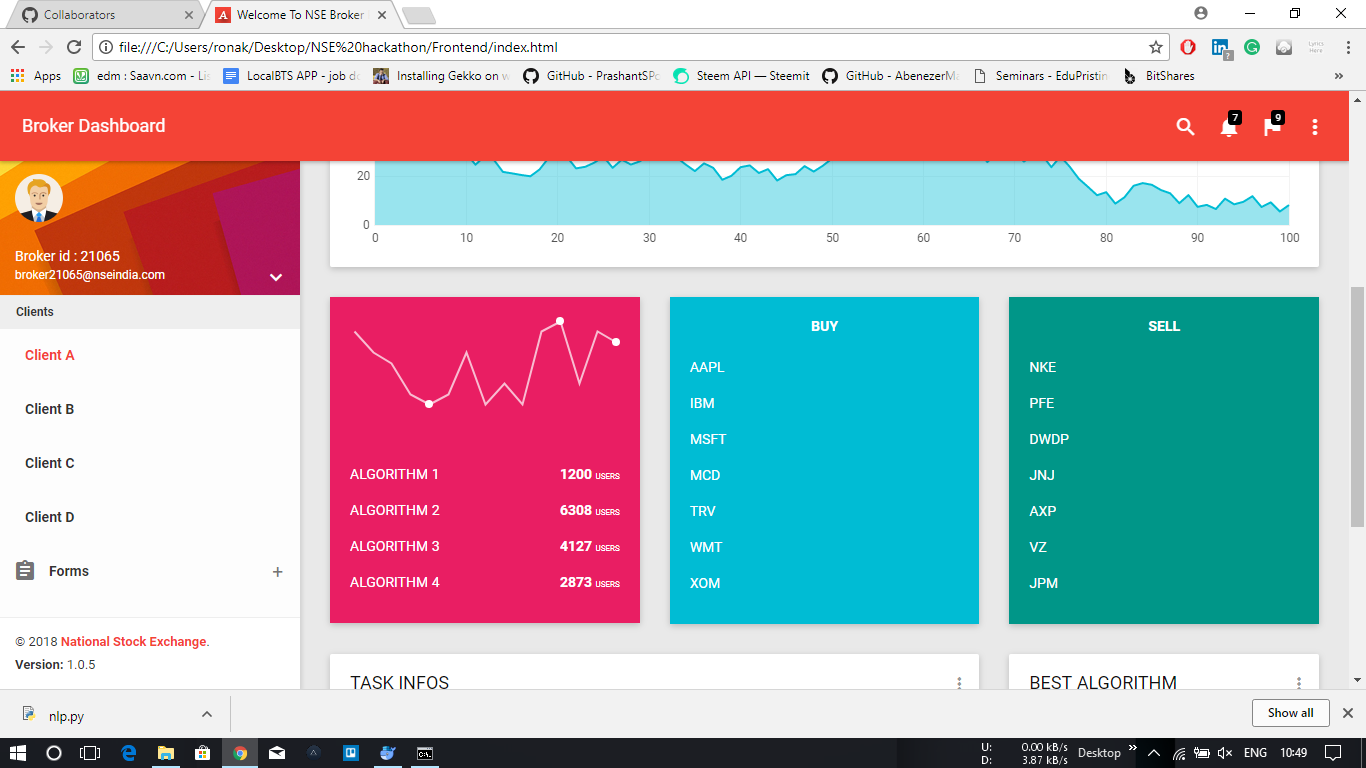 Collaborators
Welcome To NSE Broker
file:///C:/Users/ronak/Desktop/NSE%20hackathon/Frontend/index.html
Apps
edm : Saavn.com - Lis
LocalBTS APP - job de
Installing Gekko on w
GitHub - PrashantSPo
Steem API — Steemit
GitHub - AbenezerMa
Seminars - EduPristin
BitShares
»
Broker Dashboard
7
9
Broker id : 21065
broker21065@nseindia.com
Clients
Client A
Client B
Client C
Client D
Forms
+
© 2018 National Stock Exchange.
Version: 1.0.5
20
0
0 10 20 30 40 50 60 70 80 90 100
ALGORITHM 1 1200 USERS
ALGORITHM 2 6308 USERS
ALGORITHM 3 4127 USERS
ALGORITHM 4 2873 USERS
BUY
AAPL
IBM
MSFT
MCD
TRV
WMT
XOM
SELL
NKE
PFE
DWDP
JNJ
AXP
VZ
JPM
TASK INFOS
BEST ALGORITHM
nlp.py
Show all
U: 0.00 kB/s
D: 3.87 kB/s
Desktop
»
ENG
10:49